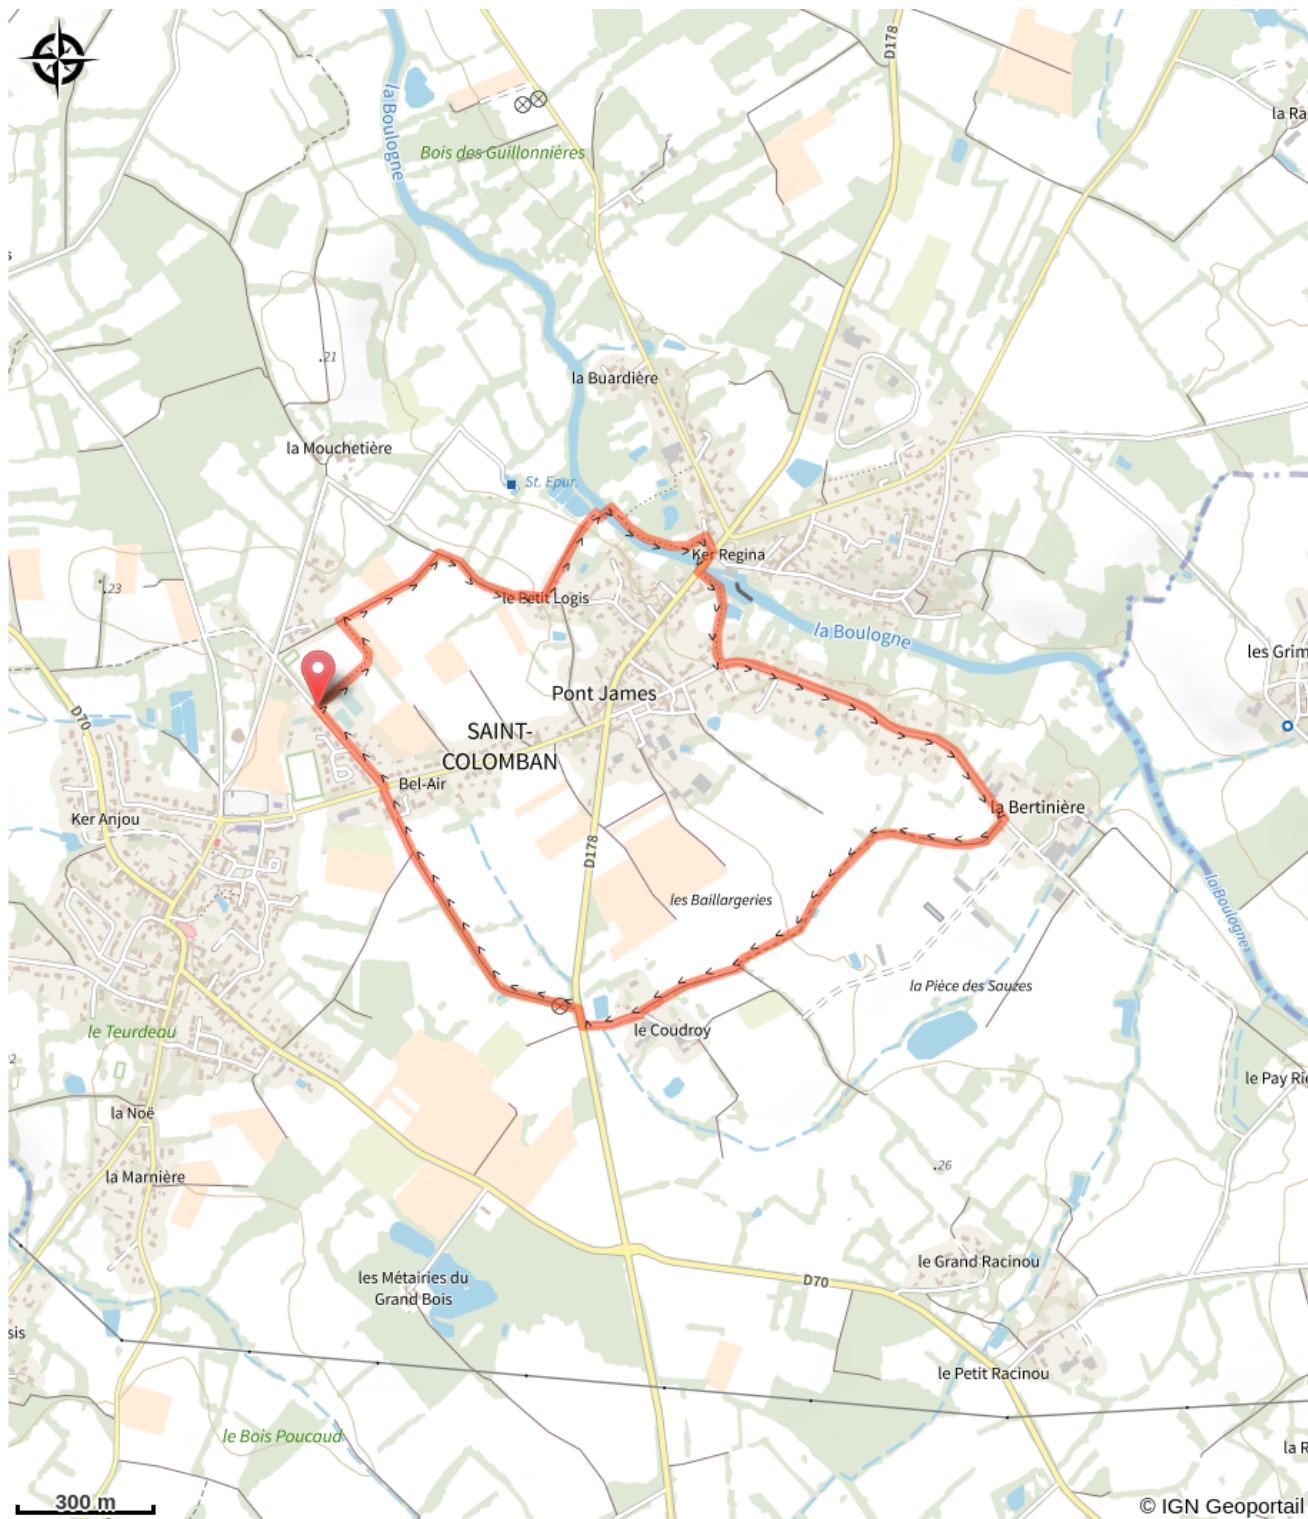 D178
la Boulogne
la Ra
Bois des Guillonnières
s
21
la Buardière
la Mouchetière
St. Epur.
Ker Regina
23
le Petit Logis
la Boulogne
les Grim
Pont James
D70
SAINT-
COLOMBAN
Bel-Air
la Bertinière
Ker Anjou
D178
les Baillargeries
la Boulogne
la Pièce des Sauzes
le Coudroy
le Teurdeau
2
le Pay Rio
la Noë
26
la Marnière
le Grand Racinou
les Métairies du
Grand Bois
D70
sis
le Petit Racinou
le Bois Poucaud
la R
300 m
© IGN Geoportail